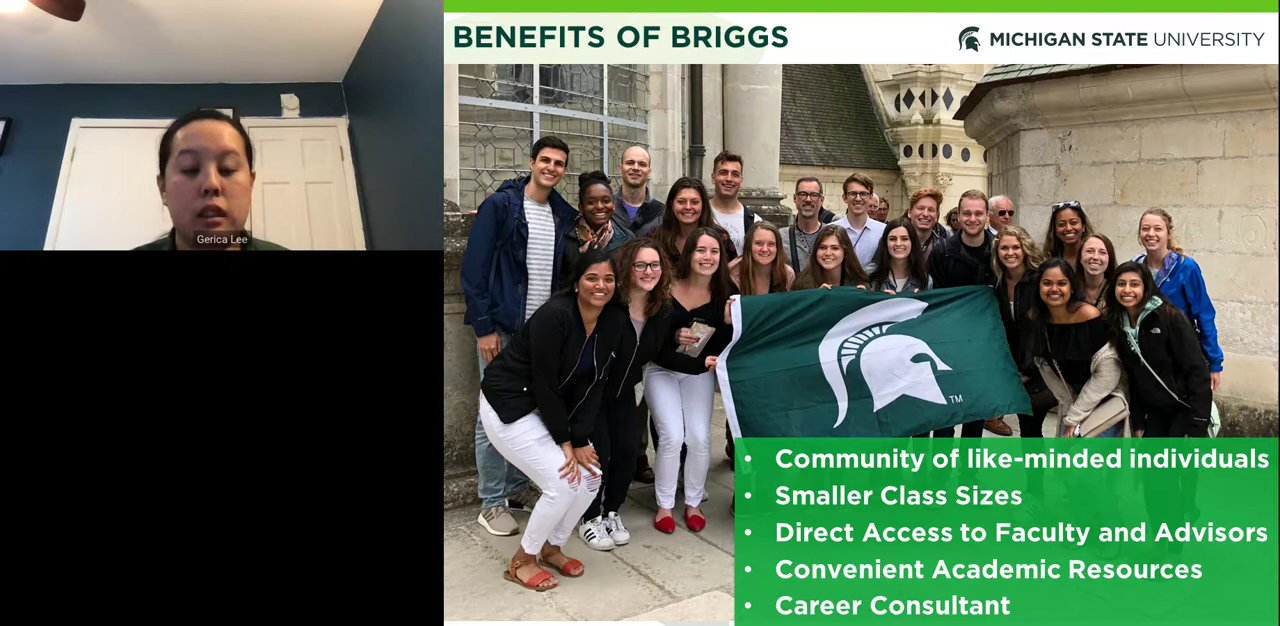 BENEFITS OF BRIGGS
MICHIGAN STATE UNIVERSITY
Gerica Lee
TM
• Community of like-minded individuals
• Smaller Class Sizes
• Direct Access to Faculty and Advisors
• Convenient Academic Resources
• Career Consultant